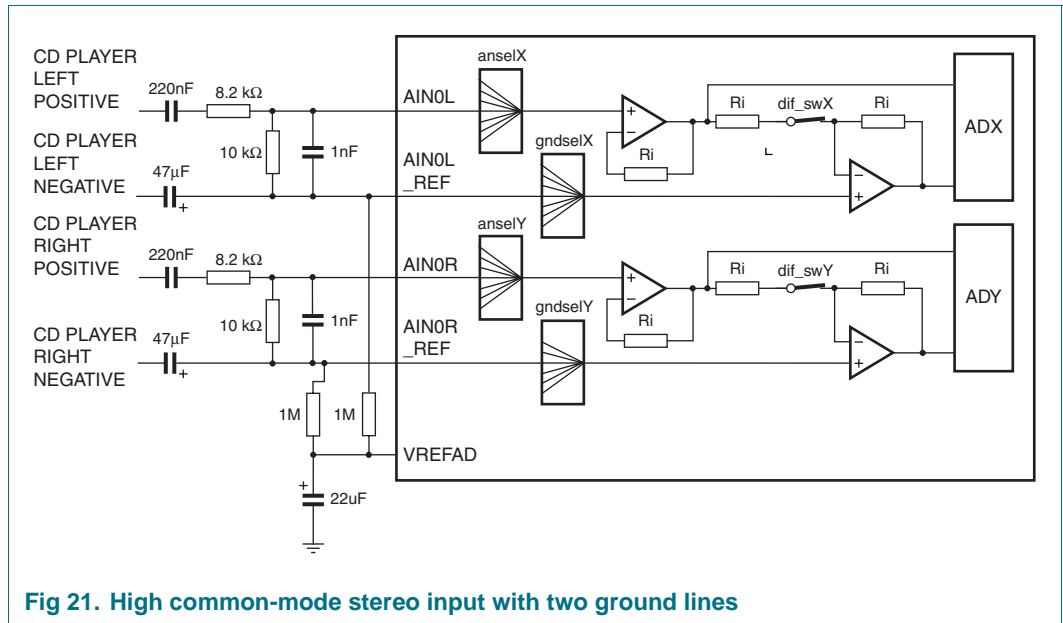 CD PLAYER
LEFT
POSITIVE
220nF
8.2 kΩ
10 kΩ
1nF
AIN0L
anselX
Ri
Ri
dif_swX
Ri
ADX
CD PLAYER
LEFT
NEGATIVE
47μF
+
AIN0L
_REF
gndselX
+
−
−
+
CD PLAYER
RIGHT
POSITIVE
220nF
8.2 kΩ
10 kΩ
1nF
AIN0R
anselY
Ri
Ri
dif_swY
Ri
ADY
CD PLAYER
RIGHT
NEGATIVE
47μF
+
AIN0R
_REF
gndselY
+
−
−
+
1M
1M
VREFAD
+
22uF
Fig 21. High common-mode stereo input with two ground lines